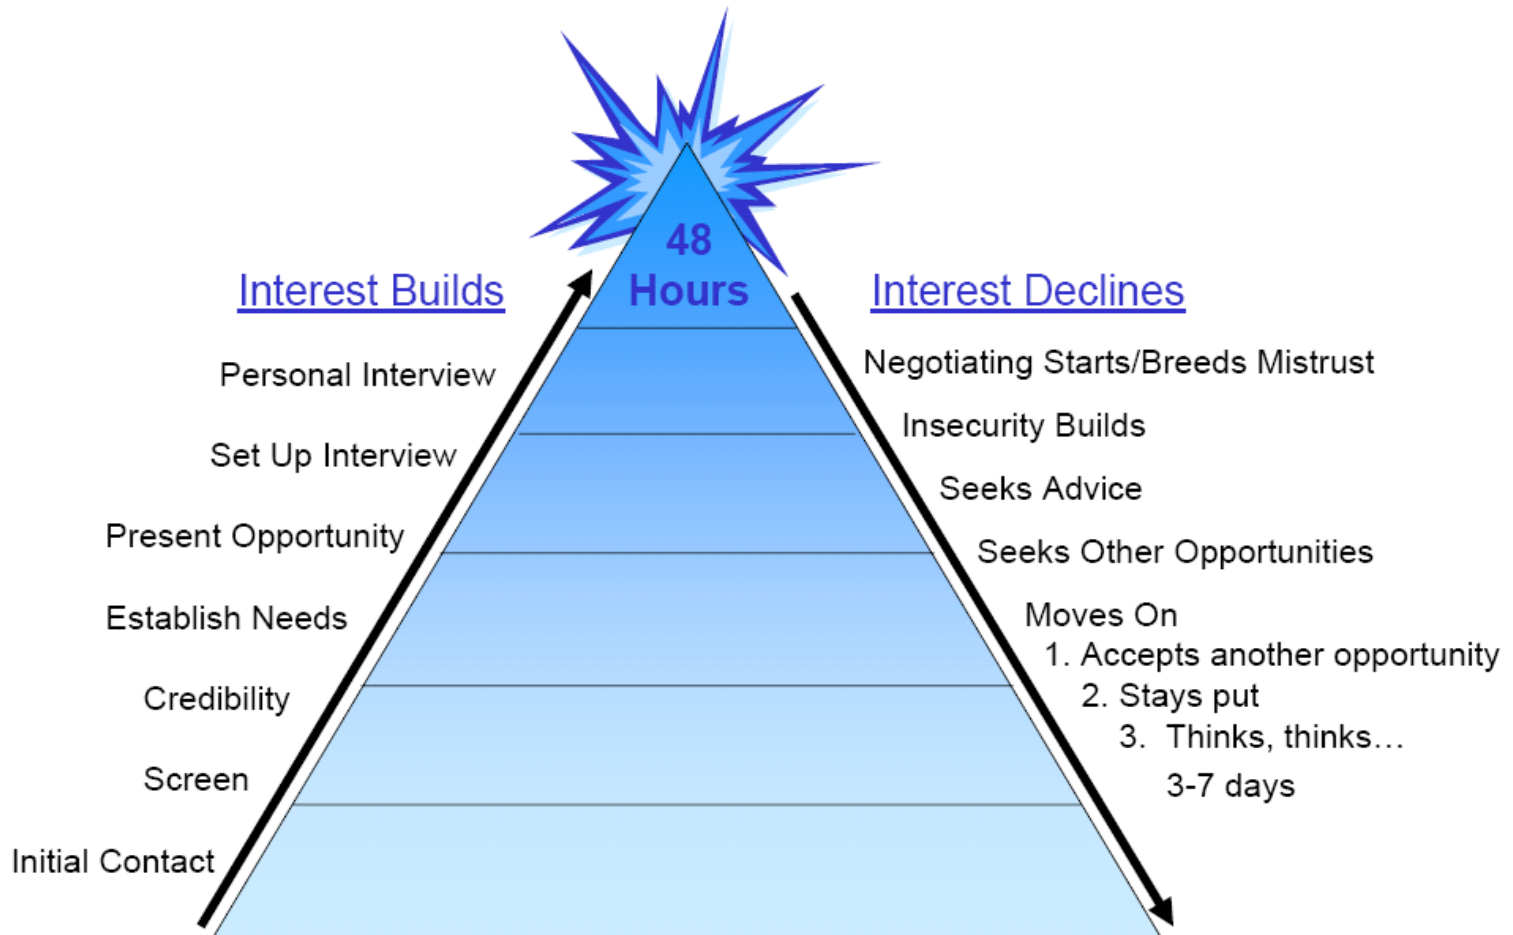 48
Hours
Interest Builds
Personal Interview
Set Up Interview
Present Opportunity
Establish Needs
Credibility
Screen
Initial Contact
Interest Declines
Negotiating Starts/Breeds Mistrust
Insecurity Builds
Seeks Advice
Seeks Other Opportunities
Moves On
1. Accepts another opportunity
2. Stays put
3. Thinks, thinks...
3-7 days